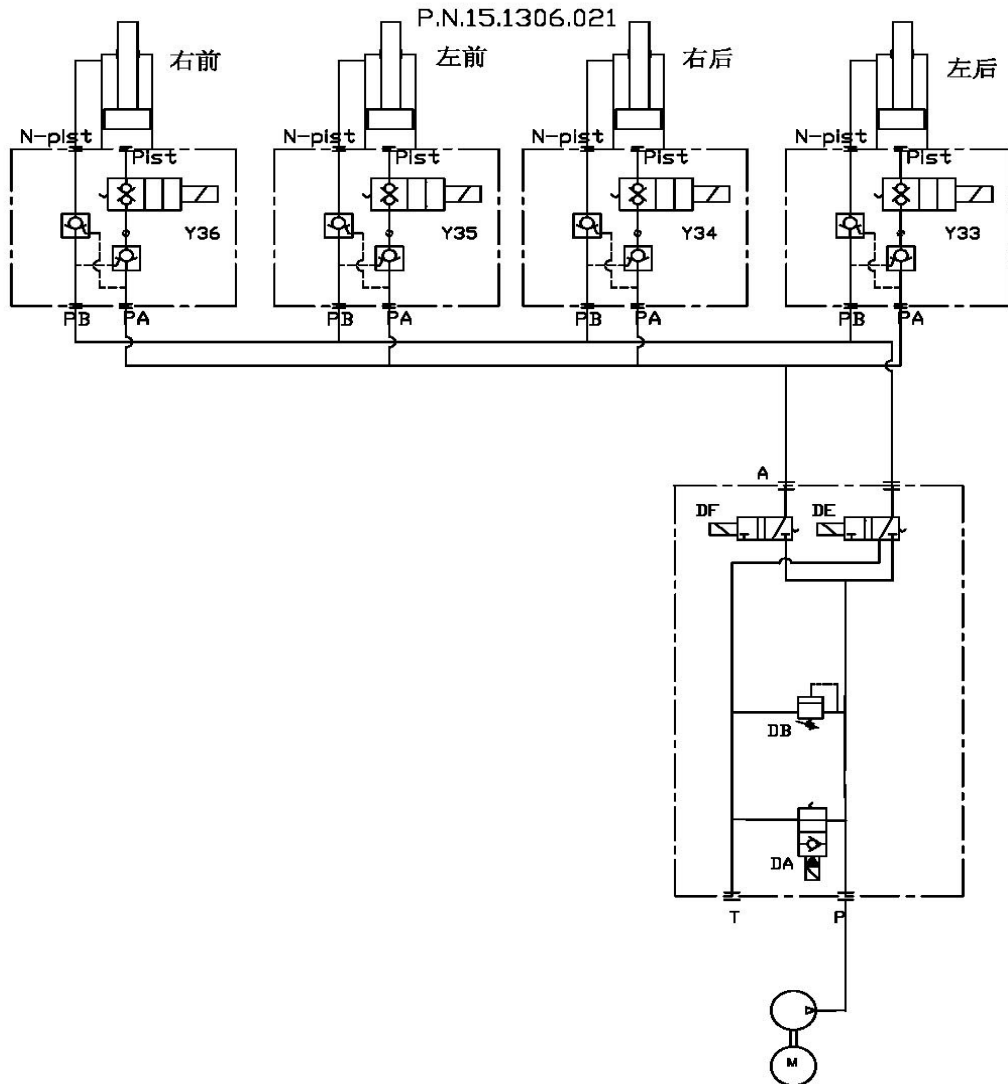 P.N.15.1306.021
右前 左前 右后 左后
N-pist Pist N-pist Pist N-pist Pist N-pist Pist
Y36 Y35 Y34 Y33
PB PA PB PA PB PA PB PA
A
DF DE
DB
DA
T P
M